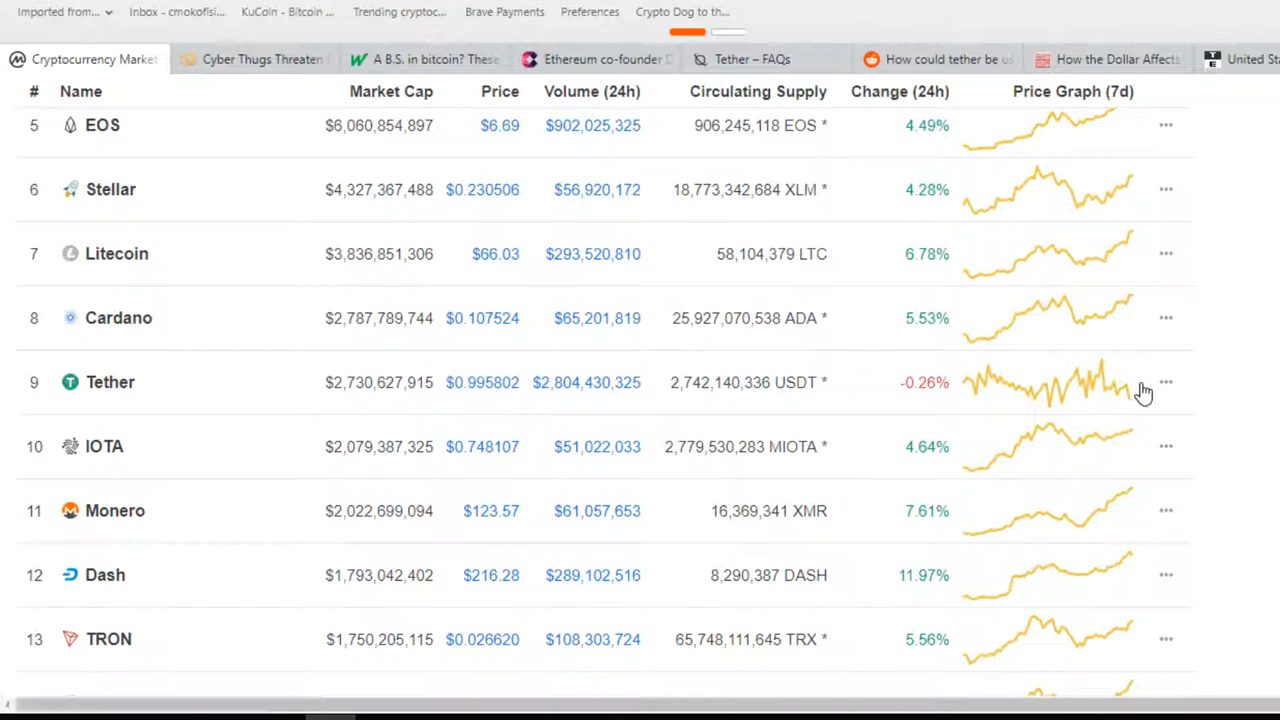 Imported from... Inbox - cmokofisi... KuCoin - Bitcoin ... Trending cryptoc... Brave Payments Preferences Crypto Dog to th...
Cryptocurrency Market Cyber Thugs Threaten A B.S. in bitcoin? These Ethereum co-founder Tether – FAQs How could tether be us How the Dollar Affects United Sta
# Name Market Cap Price Volume (24h) Circulating Supply Change (24h) Price Graph (7d)
5 EOS $6,060,854,897 $6.69 $902,025,325 906,245,118 EOS * 4.49%
6 Stellar $4,327,367,488 $0.230506 $56,920,172 18,773,342,684 XLM * 4.28%
7 Litecoin $3,836,851,306 $66.03 $293,520,810 58,104,379 LTC 6.78%
8 Cardano $2,787,789,744 $0.107524 $65,201,819 25,927,070,538 ADA * 5.53%
9 Tether $2,730,627,915 $0.995802 $2,804,430,325 2,742,140,336 USDT * -0.26%
10 IOTA $2,079,387,325 $0.748107 $51,022,033 2,779,530,283 MIOTA * 4.64%
11 Monero $2,022,699,094 $123.57 $61,057,653 16,369,341 XMR 7.61%
12 Dash $1,793,042,402 $216.28 $289,102,516 8,290,387 DASH 11.97%
13 TRON $1,750,205,115 $0.026620 $108,303,724 65,748,111,645 TRX * 5.56%